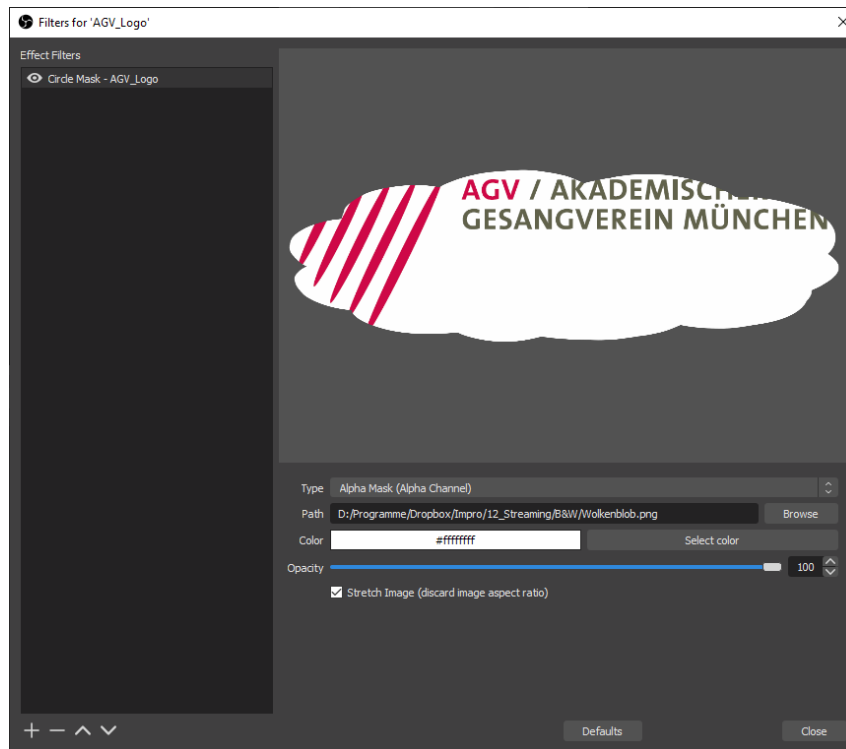 Filters for 'AGV_Logo'
Effect Filters
Circle Mask - AGV_Logo
AGV / AKADEMISCHER
GESANGVEREIN MÜNCHEN
Type Alpha Mask (Alpha Channel)
Path D:/Programme/Dropbox/Impro/12_Streaming/B&W/Wolkenblob.png Browse
Color #ffffffff Select color
Opacity 100
Stretch Image (discard image aspect ratio)
Defaults Close